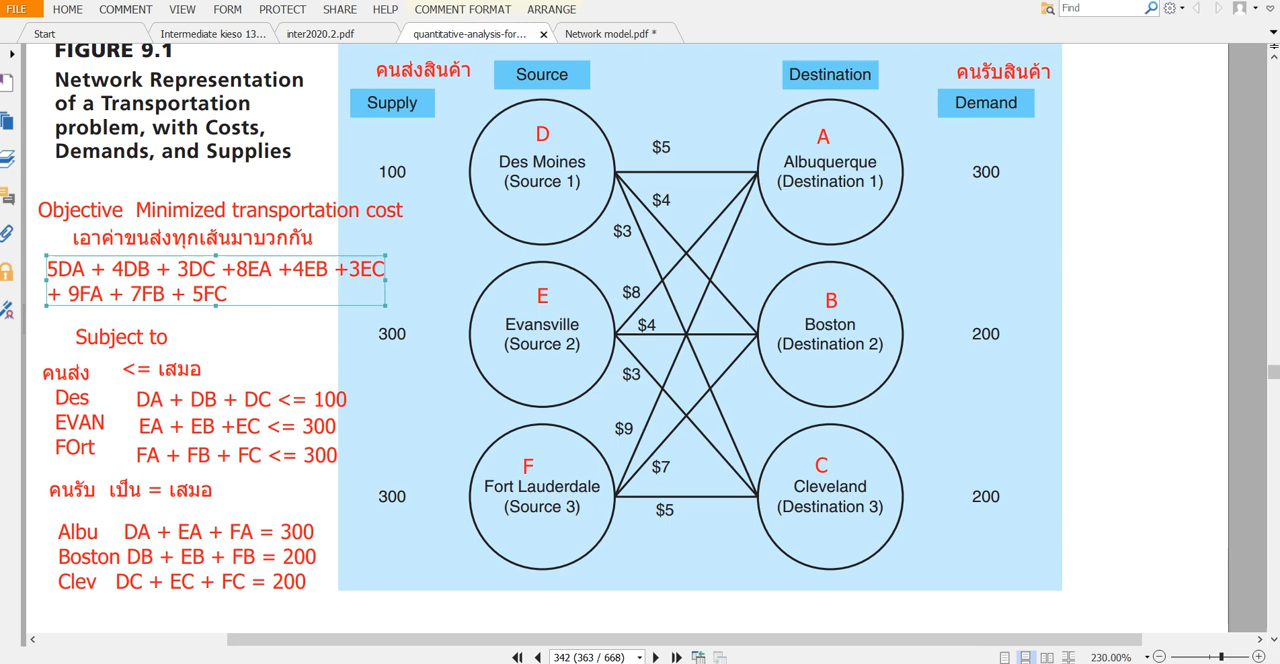 FILE HOME COMMENT VIEW FORM PROTECT SHARE HELP COMMENT FORMAT ARRANGE Find
Start Intermediate kieso 13... inter2020.2.pdf quantitative-analysis-for-... Network model.pdf *
FIGURE 9.1
Network Representation
of a Transportation
problem, with Costs,
Demands, and Supplies
Objective Minimized transportation cost
เอาค่าขนส่งทุกเส้นมาบวกกัน
5DA + 4DB + 3DC +8EA +4EB +3EC
+ 9FA + 7FB + 5FC
Subject to
คนส่ง <= เสมอ
Des DA + DB + DC <= 100
EVAN EA + EB +EC <= 300
FOrt FA + FB + FC <= 300
คนรับ เป็น = เสมอ
Albu DA + EA + FA = 300
Boston DB + EB + FB = 200
Clev DC + EC + FC = 200
คนส่งสินค้า
Source
Destination
คนรับสินค้า
Supply
Demand
D
Des Moines
(Source 1)
100
$5
$4
$3
A
Albuquerque
(Destination 1)
300
E
Evansville
(Source 2)
300
$8
$4
$3
B
Boston
(Destination 2)
200
F
Fort Lauderdale
(Source 3)
300
$9
$7
$5
C
Cleveland
(Destination 3)
200
342 (363 / 668) 230.00%